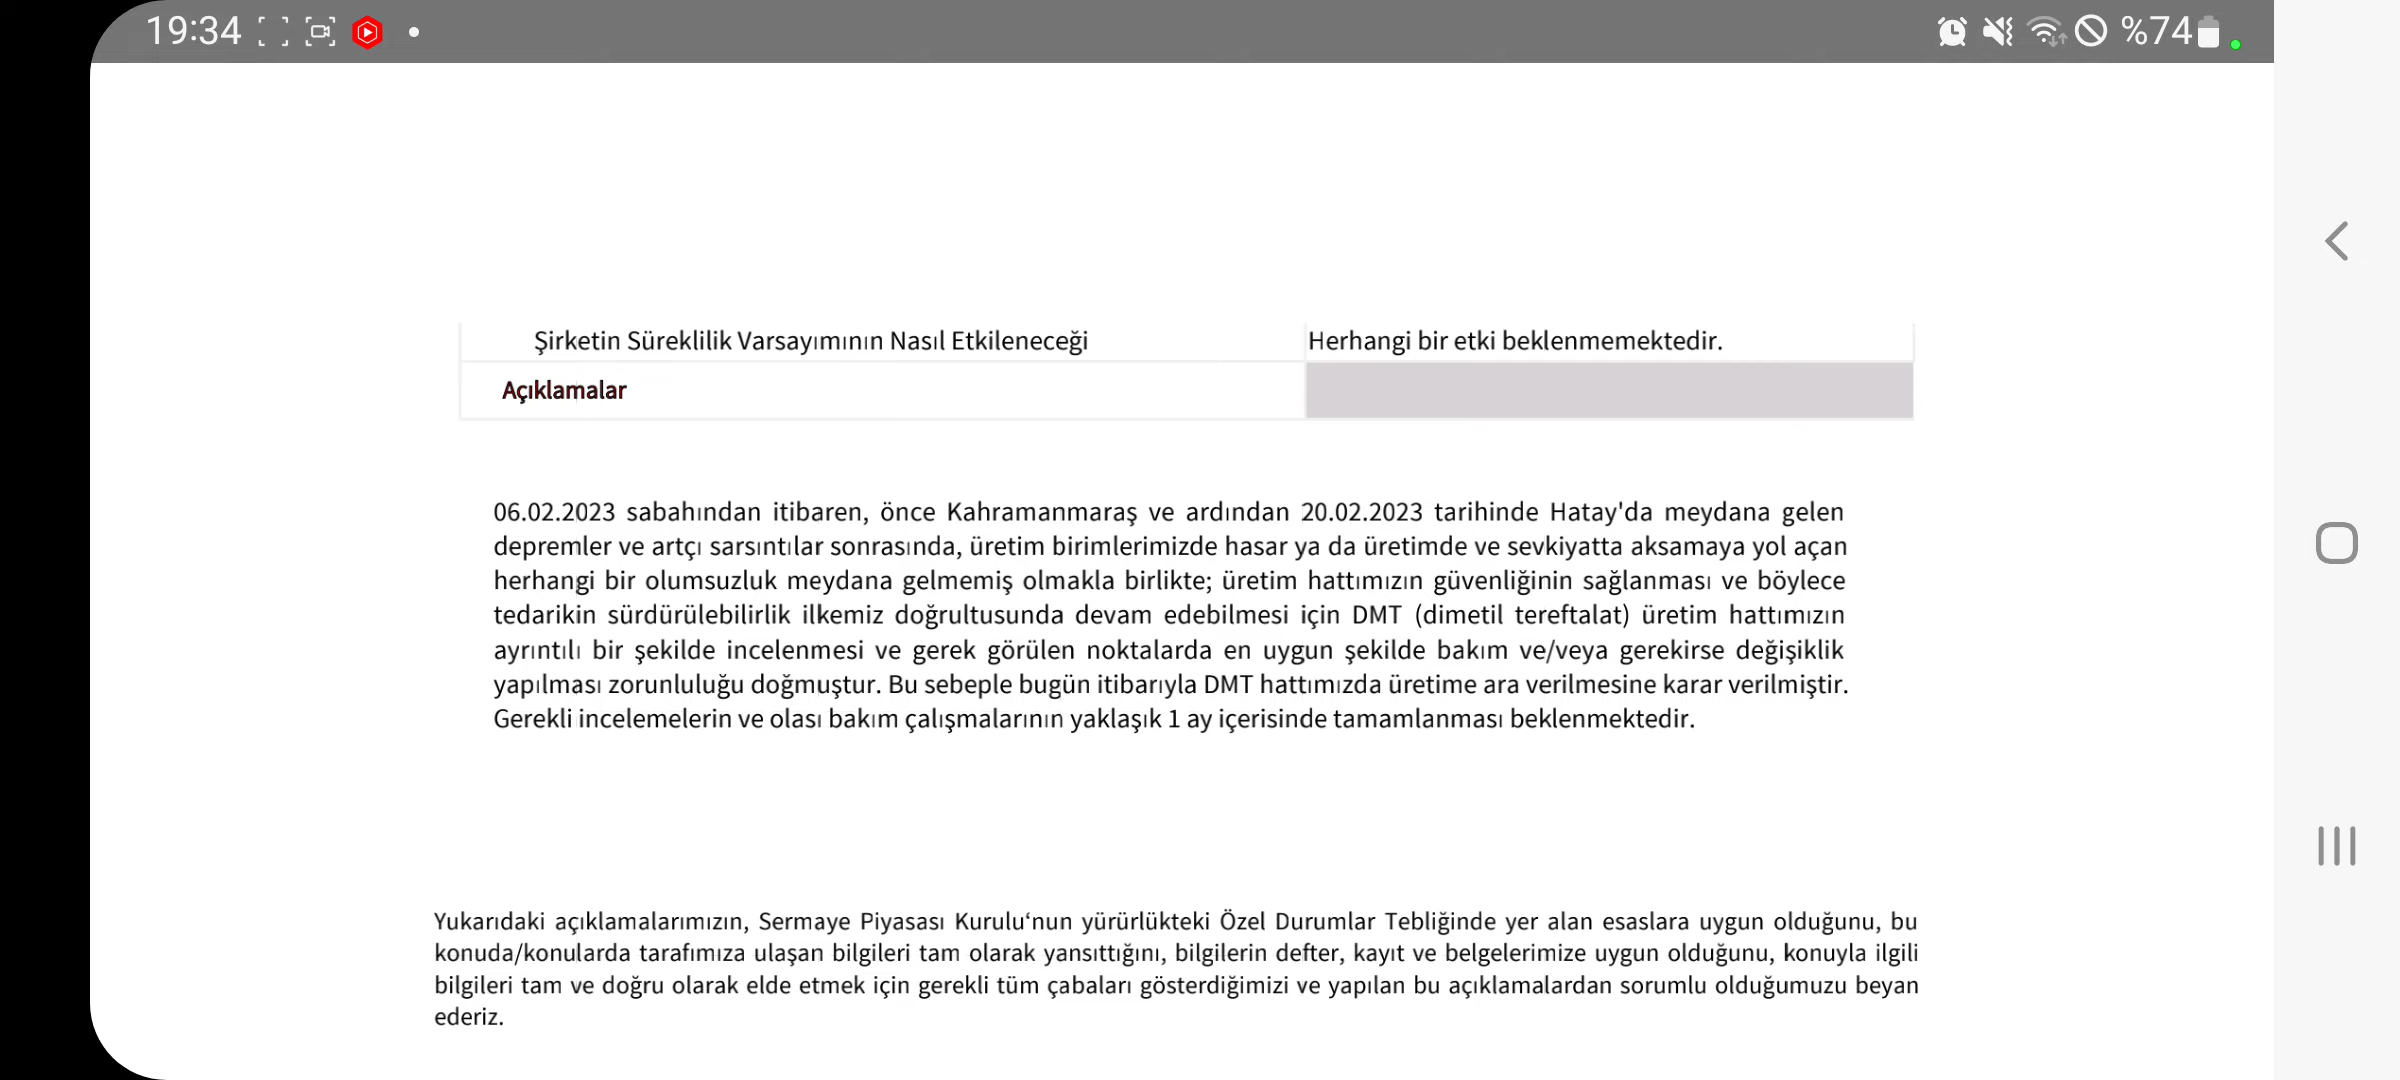 19:34
%74
Şirketin Süreklilik Varsayımının Nasıl Etkileneceği
Herhangi bir etki beklenmemektedir.
Açıklamalar
06.02.2023 sabahından itibaren, önce Kahramanmaraş ve ardından 20.02.2023 tarihinde Hatay'da meydana gelen
depremler ve artçı sarsıntılar sonrasında, üretim birimlerimizde hasar ya da üretimde ve sevkiyatta aksamaya yol açan
herhangi bir olumsuzluk meydana gelmemiş olmakla birlikte; üretim hattımızın güvenliğinin sağlanması ve böylece
tedarikin sürdürülebilirlik ilkemiz doğrultusunda devam edebilmesi için DMT (dimetil tereftalat) üretim hattımızın
ayrıntılı bir şekilde incelenmesi ve gerek görülen noktalarda en uygun şekilde bakım ve/veya gerekirse değişiklik
yapılması zorunluluğu doğmuştur. Bu sebeple bugün itibarıyla DMT hattımızda üretime ara verilmesine karar verilmiştir.
Gerekli incelemelerin ve olası bakım çalışmalarının yaklaşık 1 ay içerisinde tamamlanması beklenmektedir.
Yukarıdaki açıklamalarımızın, Sermaye Piyasası Kurulu‘nun yürürlükteki Özel Durumlar Tebliğinde yer alan esaslara uygun olduğunu, bu
konuda/konularda tarafımıza ulaşan bilgileri tam olarak yansıttığını, bilgilerin defter, kayıt ve belgelerimize uygun olduğunu, konuyla ilgili
bilgileri tam ve doğru olarak elde etmek için gerekli tüm çabaları gösterdiğimizi ve yapılan bu açıklamalardan sorumlu olduğumuzu beyan
ederiz.